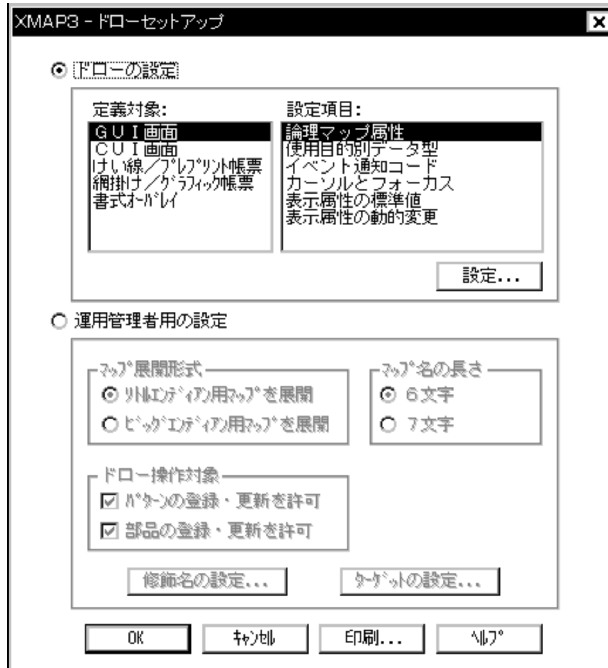 XMAP3 - ドローセットアップ
ドローの設定
定義対象:
ＧＵＩ画面
ＣＵＩ画面
けい線／ﾌﾟﾚﾌﾟﾘﾝﾄ帳票
網掛け／ｸﾞﾗﾌｨｯｸ帳票
書式ｵｰﾊﾞﾚｲ
設定項目:
論理マップ属性
使用目的別データ型
イベント通知コード
カーソルとフォーカス
表示属性の標準値
表示属性の動的変更
設定...
運用管理者用の設定
ﾏｯﾌﾟ展開形式
ﾘﾄﾙｴﾝﾃﾞｨｱﾝ用ﾏｯﾌﾟを展開
ﾋﾞｯｸﾞｴﾝﾃﾞｨｱﾝ用ﾏｯﾌﾟを展開
ﾏｯﾌﾟ名の長さ
６文字
７文字
ドロー操作対象
ﾊﾟﾀｰﾝの登録・更新を許可
部品の登録・更新を許可
修飾名の設定...
ﾀｰｹﾞｯﾄの設定...
OK
ｷｬﾝｾﾙ
印刷...
ﾍﾙﾌﾟ